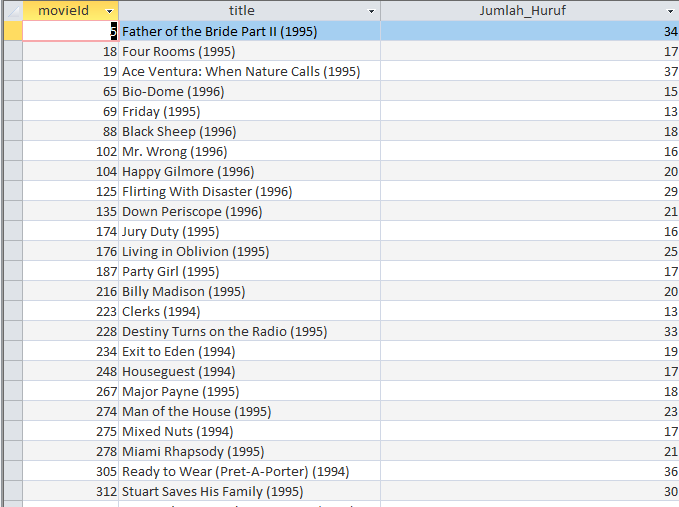 movieId title Jumlah_Huruf
5 Father of the Bride Part II (1995) 34
18 Four Rooms (1995) 17
19 Ace Ventura: When Nature Calls (1995) 37
65 Bio-Dome (1996) 15
69 Friday (1995) 13
88 Black Sheep (1996) 18
102 Mr. Wrong (1996) 16
104 Happy Gilmore (1996) 20
125 Flirting With Disaster (1996) 29
135 Down Periscope (1996) 21
174 Jury Duty (1995) 16
176 Living in Oblivion (1995) 25
187 Party Girl (1995) 17
216 Billy Madison (1995) 20
223 Clerks (1994) 13
228 Destiny Turns on the Radio (1995) 33
234 Exit to Eden (1994) 19
248 Houseguest (1994) 17
267 Major Payne (1995) 18
274 Man of the House (1995) 23
275 Mixed Nuts (1994) 17
278 Miami Rhapsody (1995) 21
305 Ready to Wear (Pret-A-Porter) (1994) 36
312 Stuart Saves His Family (1995) 30